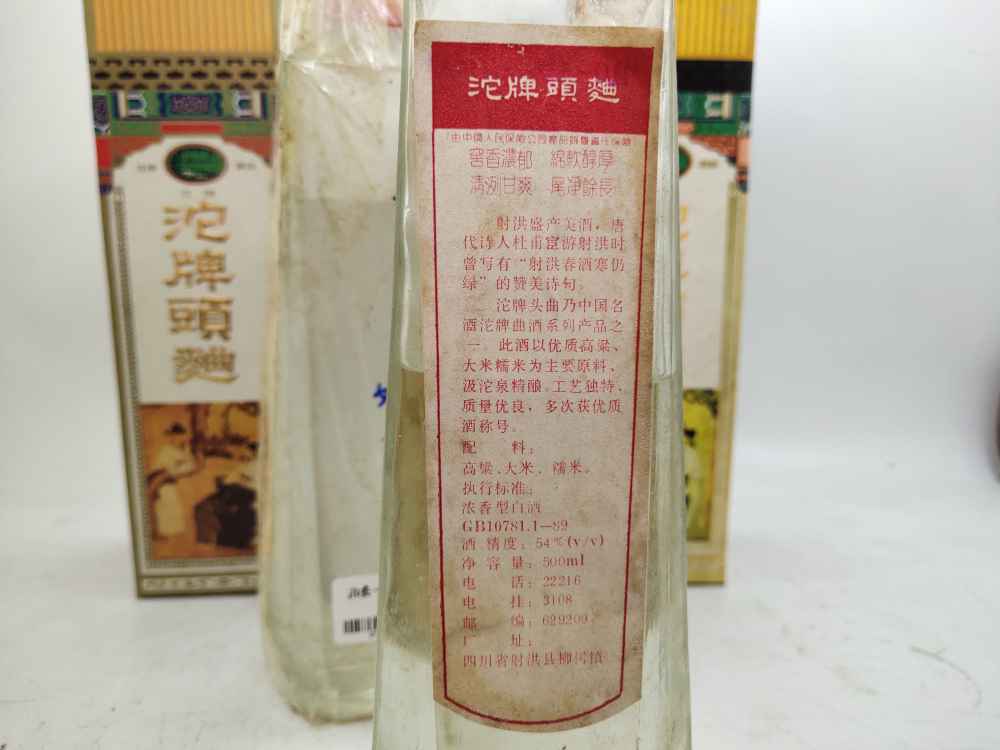 沱牌頭麯
由中國人民保險公司產品質量責任保險
窖香濃郁 綿軟醇厚
清洌甘爽 尾净餘長
射洪盛产美酒,唐
代诗人杜甫寓游射洪时
曾写有“射洪春酒寒仍
绿”的赞美诗句。
沱牌头曲乃中国名
酒沱牌曲酒系列产品之
一。此酒以优质高梁、
大米糯米为主要原料、
汲沱泉精酿。工艺独特、
质量优良,多次获优质
酒称号。
配 料:
高粱、大米、糯米。
执行标准:
浓香型白酒
GB10781.1—89
酒精度:54%(v/v)
净容量:500ml
电 话:22216
电 挂:3108
邮 编:629209
厂 址:
四川省射洪县柳树镇
沱牌頭麯